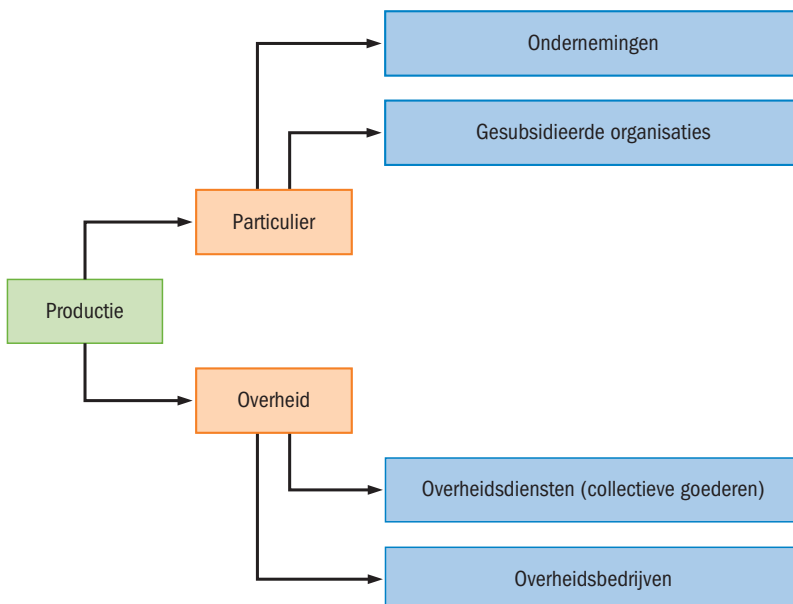 Ondernemingen
Gesubsidieerde organisaties
Particulier
Productie
Overheid
Overheidsdiensten (collectieve goederen)
Overheidsbedrijven